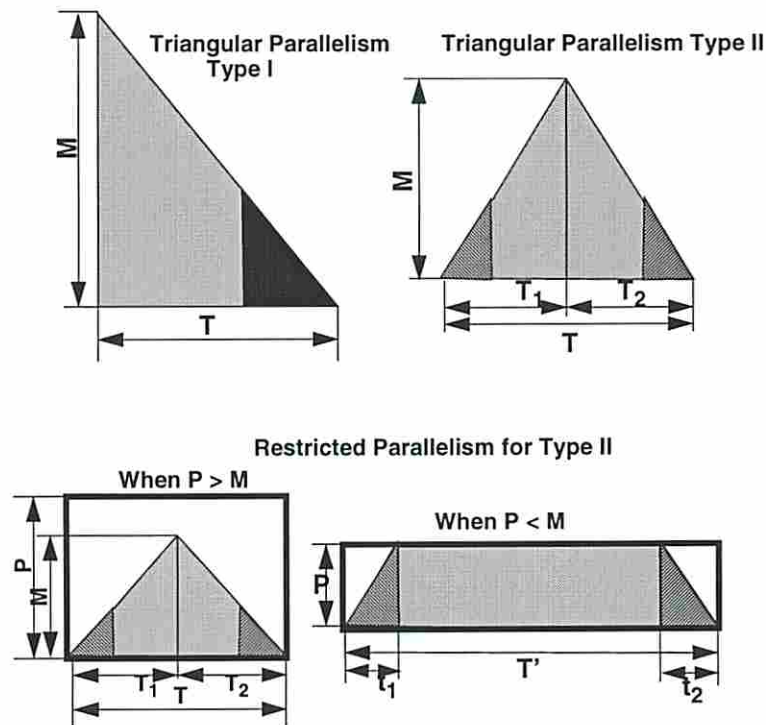 Triangular Parallelism
Type I
Triangular Parallelism Type II
M
M
T₁ T₂
T
T
Restricted Parallelism for Type II
When P > M
When P < M
P
M
P
T₁ T₂
T
T'
t₁ t₂